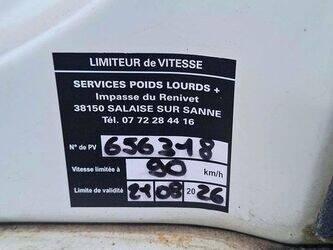 LIMITEUR de VITESSE
SERVICES POIDS LOURDS +
Impasse du Renivet
38150 SALAISE SUR SANNE
Tél. 07 72 28 44 16
N° de PV 656348
Vitesse limitée à 90 km/h
Limite de validité 21 08 2026